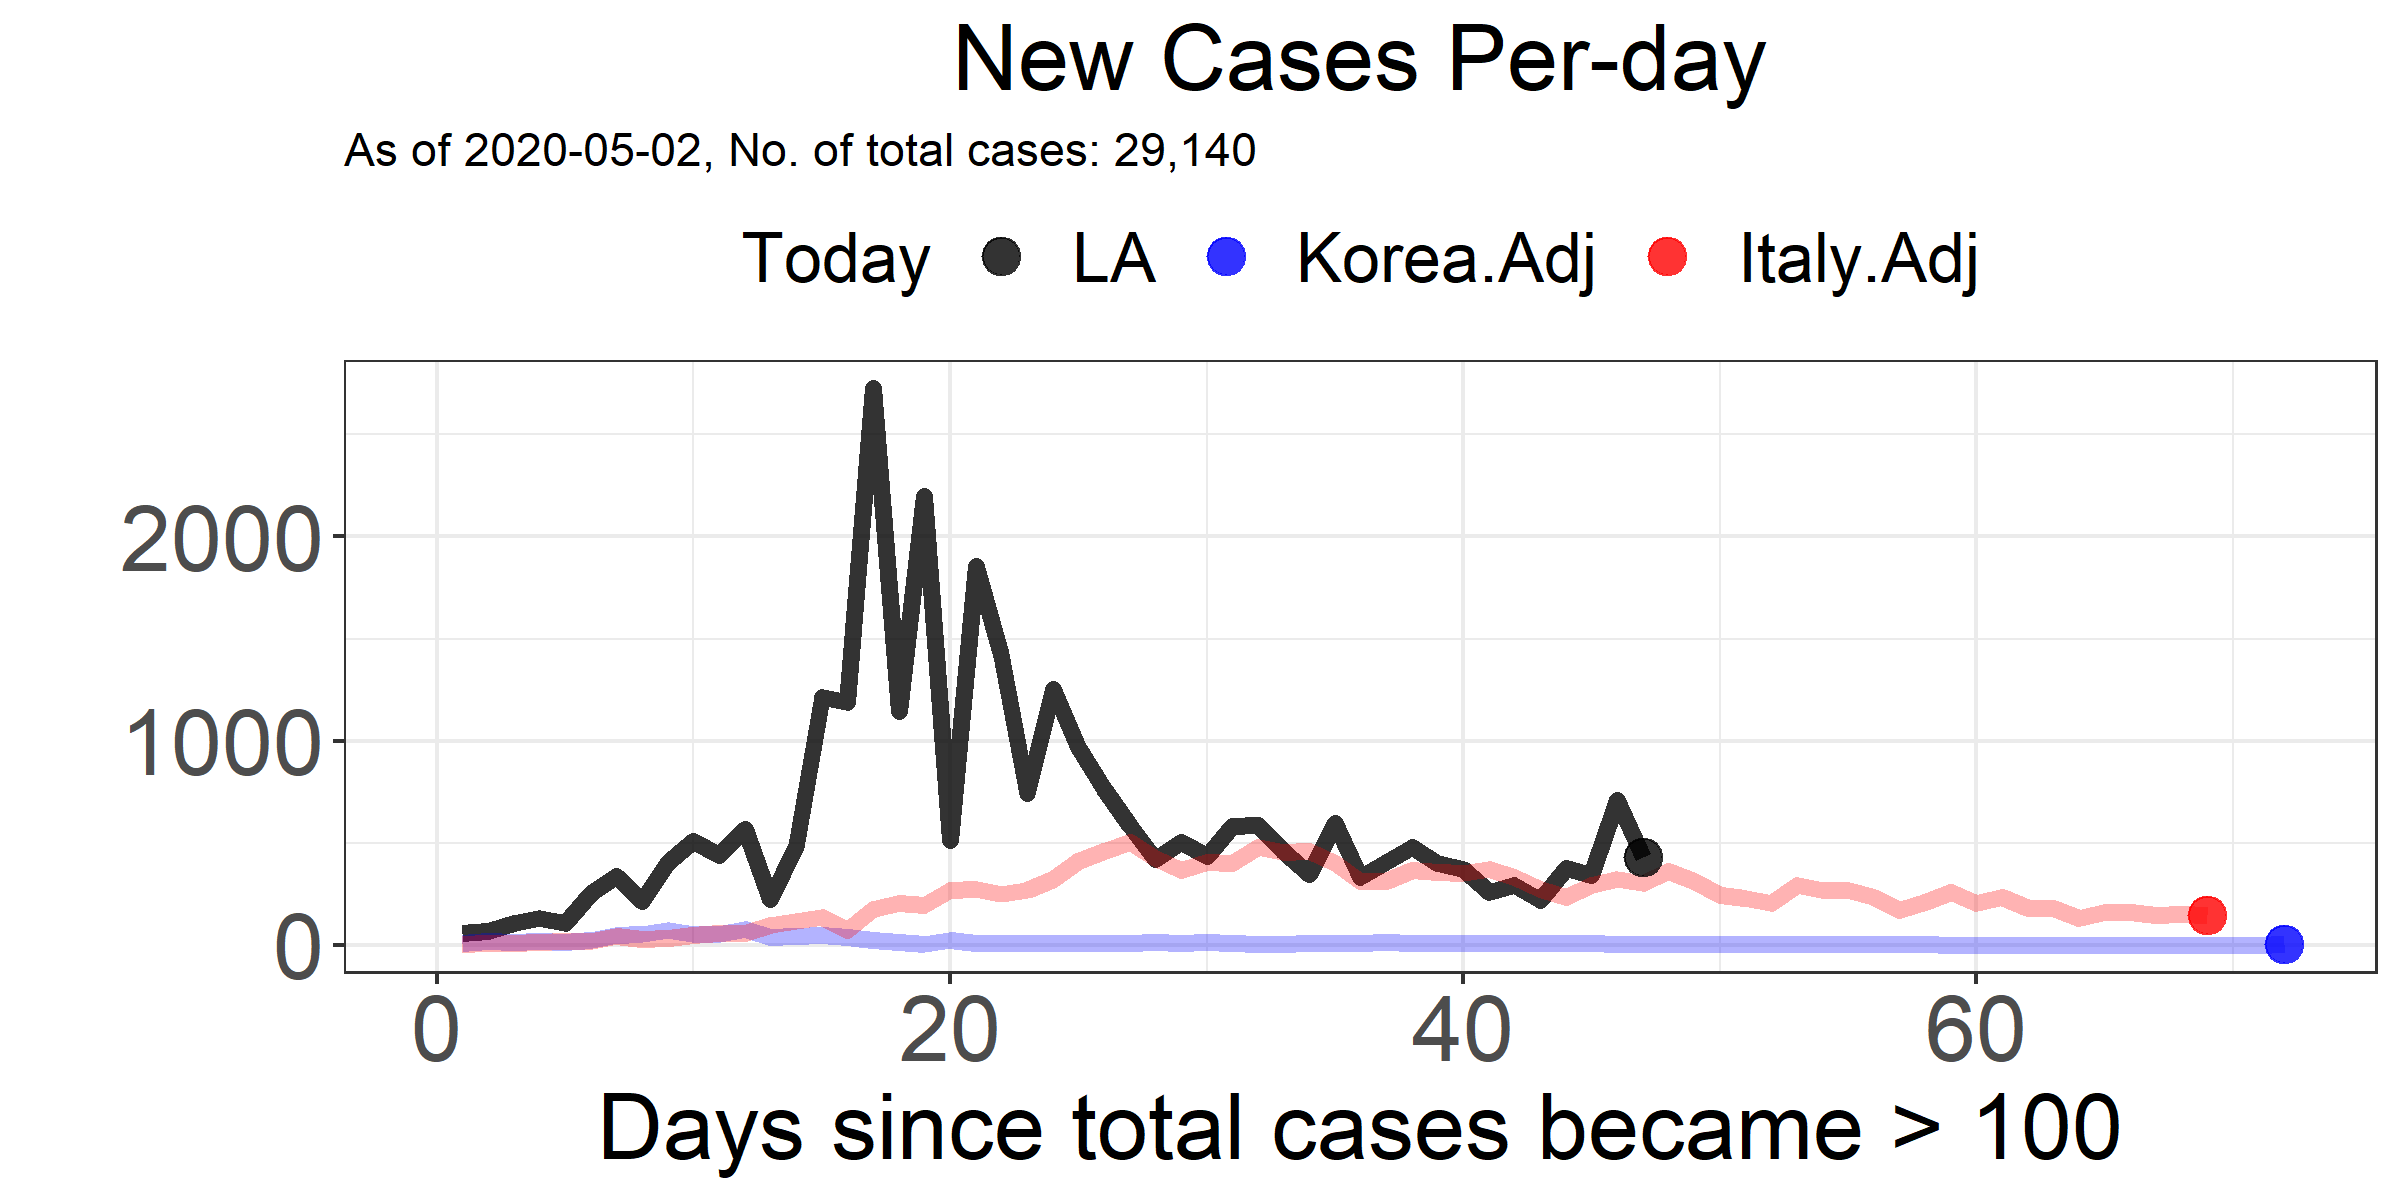 New Cases Per-day
As of 2020-05-02, No. of total cases: 29,140
Today LA Korea.Adj Italy.Adj
2000
1000
0
0 20 40 60
Days since total cases became > 100